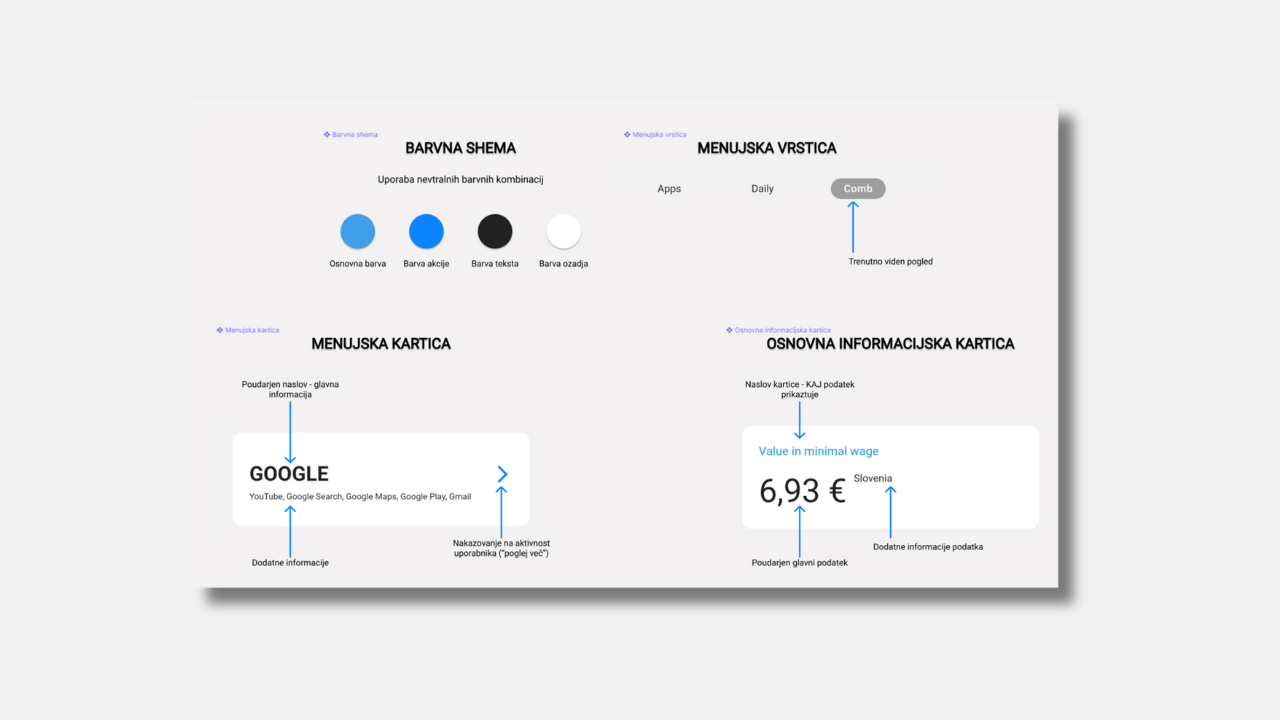 Barvna shema
BARVNA SHEMA
Uporaba nevtralnih barvnih kombinacij
Osnovna barva
Barva akcije
Barva teksta
Barva ozadja
Menujska vrstica
MENUJSKA VRSTICA
Apps
Daily
Comb
Trenutno viden pogled
Menujska kartica
MENUJSKA KARTICA
Poudarjen naslov - glavna
informacija
GOOGLE
YouTube, Google Search, Google Maps, Google Play, Gmail
Dodatne informacije
Nakazovanje na aktivnost
uporabnika ("poglej več")
Osnovna informacijska kartica
OSNOVNA INFORMACIJSKA KARTICA
Naslov kartice - KAJ podatek
prikaztuje
Value in minimal wage
6,93 €
Slovenia
Poudarjen glavni podatek
Dodatne informacije podatka